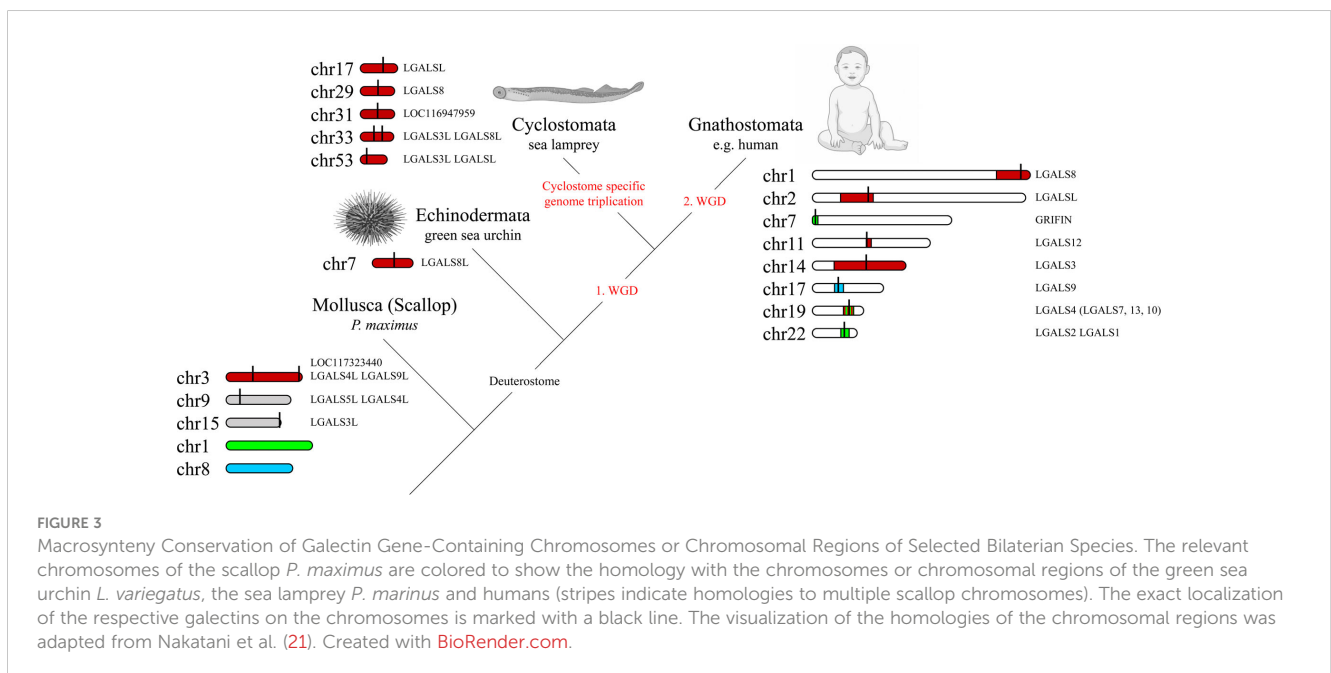 chr17 LGALSL
chr29 LGALS8
chr31 LOC116947959
chr33 LGALS3L LGALS8L
chr53 LGALS3L LGALSL
Cyclostomata
sea lamprey
Gnathostomata
e.g. human
Cyclostome specific
genome triplication
2. WGD
Echinodermata
green sea urchin
chr7 LGALS8L
1. WGD
Mollusca (Scallop)
P. maximus
Deuterostome
LOC117323440
chr3 LGALS4L LGALS9L
chr9 LGALS5L LGALS4L
chr15 LGALS3L
chr1
chr8
chr1 LGALS8
chr2 LGALSL
chr7 GRIFIN
chr11 LGALS12
chr14 LGALS3
chr17 LGALS9
chr19 LGALS4 (LGALS7, 13, 10)
chr22 LGALS2 LGALS1
FIGURE 3
Macrosynteny Conservation of Galectin Gene-Containing Chromosomes or Chromosomal Regions of Selected Bilaterian Species. The relevant
chromosomes of the scallop P. maximus are colored to show the homology with the chromosomes or chromosomal regions of the green sea
urchin L. variegatus, the sea lamprey P. marinus and humans (stripes indicate homologies to multiple scallop chromosomes). The exact localization
of the respective galectins on the chromosomes is marked with a black line. The visualization of the homologies of the chromosomal regions was
adapted from Nakatani et al. (21). Created with BioRender.com.